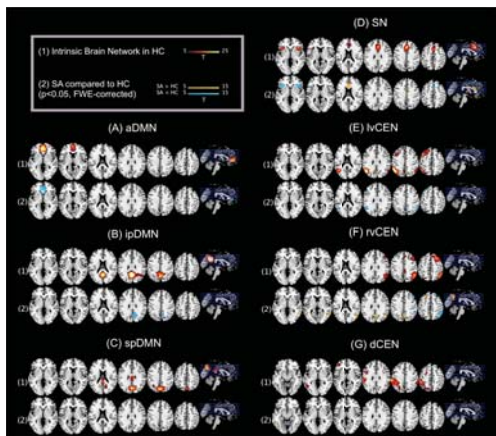 (1) Intrinsic Brain Network in HC
5 25
T
(2) SA compared to HC
(p<0.05, FWE-corrected)
SA > HC
SA < HC
5 15
5 15
T
(A) aDMN
(1)
(2)
(B) ipDMN
(1)
(2)
(C) spDMN
(1)
(2)
(D) SN
(1)
(2)
(E) lvCEN
(1)
(2)
(F) rvCEN
(1)
(2)
(G) dCEN
(1)
(2)